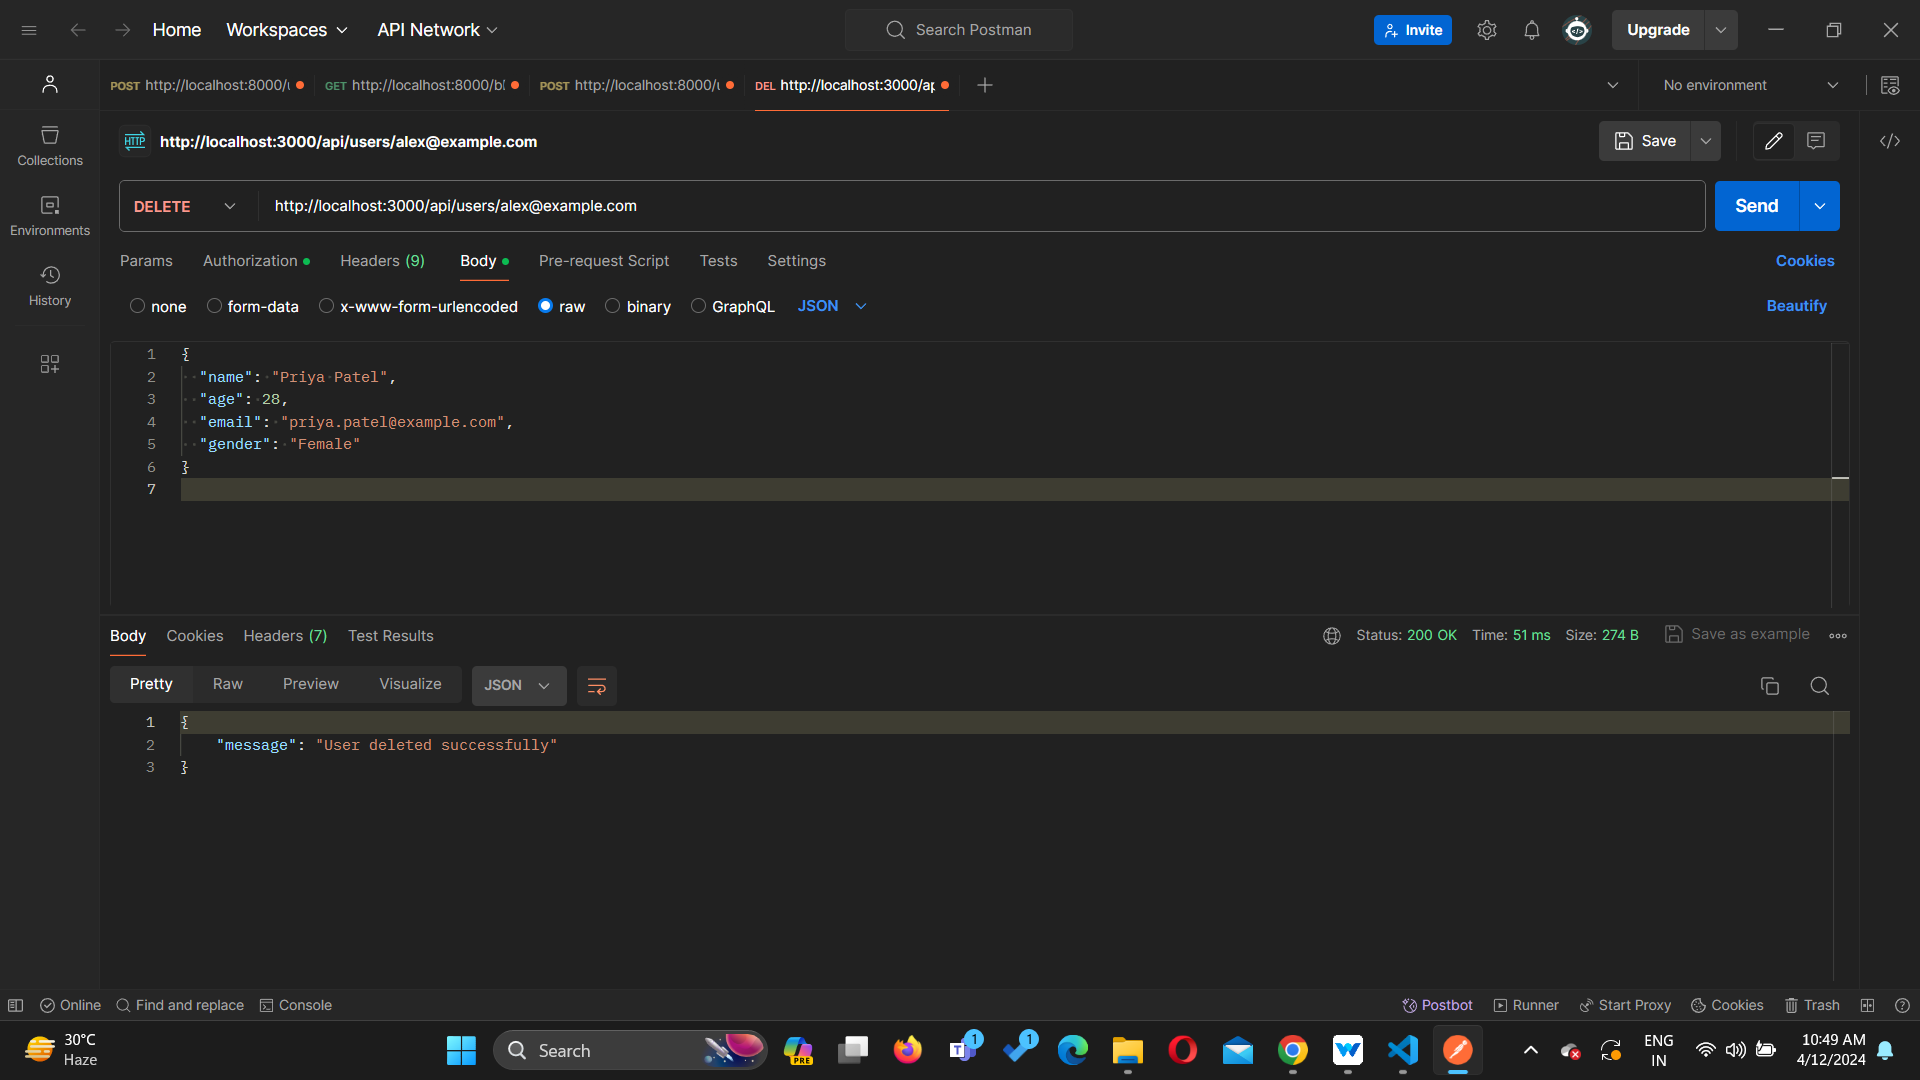 Home Workspaces API Network Search Postman Invite Upgrade
POST http://localhost:8000/ GET http://localhost:8000/bl POST http://localhost:8000/ DEL http://localhost:3000/ap No environment
HTTP http://localhost:3000/api/users/alex@example.com Save
Collections
DELETE http://localhost:3000/api/users/alex@example.com Send
Environments
Params Authorization Headers (9) Body Pre-request Script Tests Settings Cookies
History
none form-data x-www-form-urlencoded raw binary GraphQL JSON Beautify
1 {
2 "name": "Priya Patel",
3 "age": 28,
4 "email": "priya.patel@example.com",
5 "gender": "Female"
6 }
7
Body Cookies Headers (7) Test Results Status: 200 OK Time: 51 ms Size: 274 B Save as example
Pretty Raw Preview Visualize JSON
1 {
2 "message": "User deleted successfully"
3 }
Online Find and replace Console Postbot Runner Start Proxy Cookies Trash
30°C
Haze
Search
PRE
1
1
ENG
IN
10:49 AM
4/12/2024